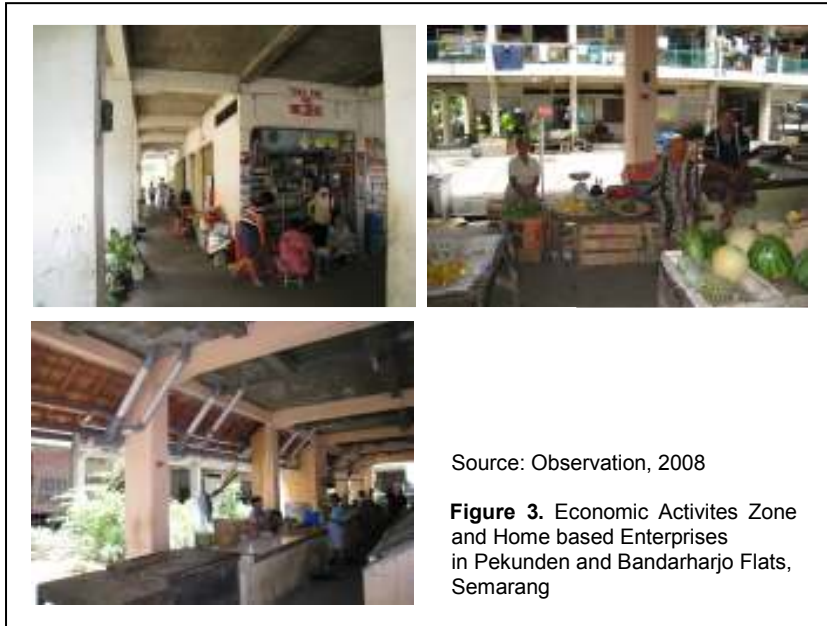 Source: Observation, 2008
Figure 3. Economic Activites Zone
and Home based Enterprises
in Pekunden and Bandarharjo Flats,
Semarang